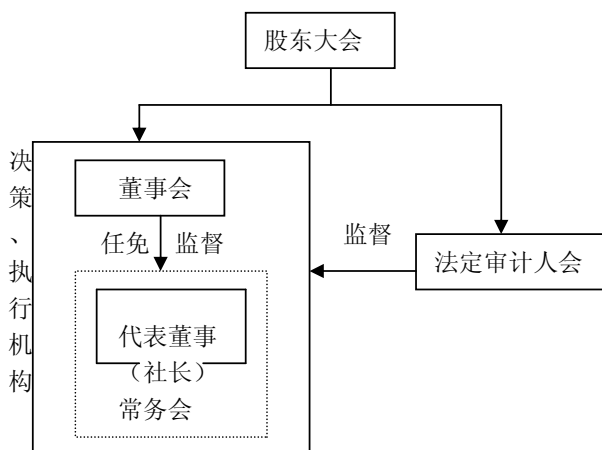 股东大会
决策、执行机构
董事会
任免 监督
监督
法定审计人会
代表董事
（社长）
常务会